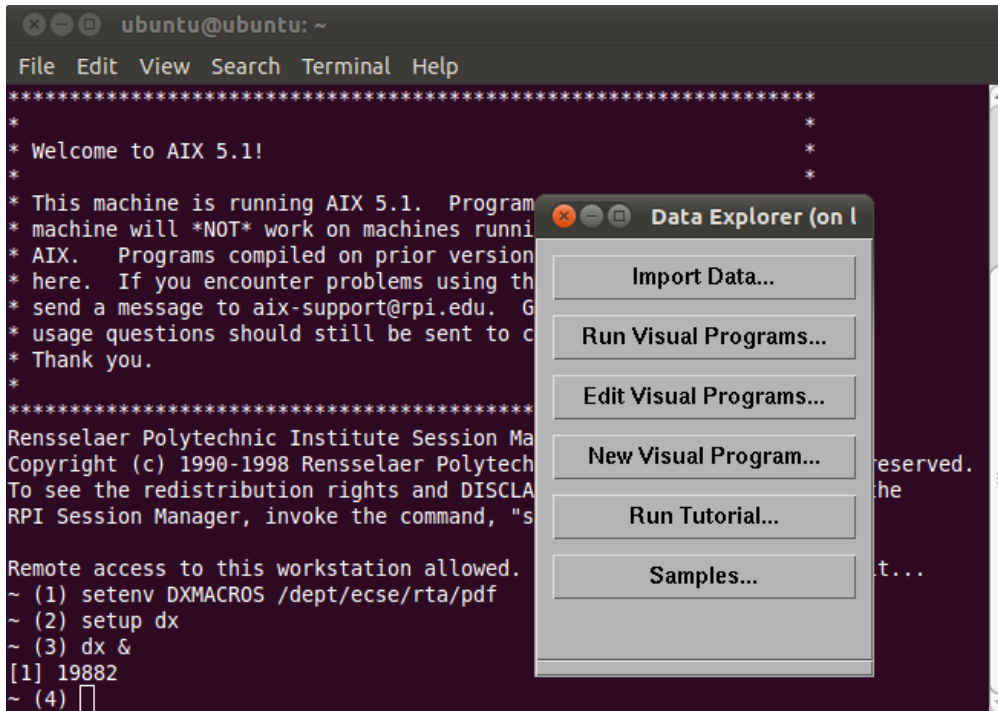 ubuntu@ubuntu: ~
File Edit View Search Terminal Help
******************************************************************
*                                                                *
* Welcome to AIX 5.1!                                            *
*                                                                *
* This machine is running AIX 5.1.  Program
* machine will *NOT* work on machines runni
* AIX.   Programs compiled on prior version
* here.  If you encounter problems using th
* send a message to aix-support@rpi.edu.  G
* usage questions should still be sent to c
* Thank you.
*
*******************************************
Rensselaer Polytechnic Institute Session Ma
Copyright (c) 1990-1998 Rensselaer Polytech reserved.
To see the redistribution rights and DISCLA the
RPI Session Manager, invoke the command, "s
Remote access to this workstation allowed. t...
~ (1) setenv DXMACROS /dept/ecse/rta/pdf
~ (2) setup dx
~ (3) dx &
[1] 19882
~ (4)
Data Explorer (on l
Import Data...
Run Visual Programs...
Edit Visual Programs...
New Visual Program...
Run Tutorial...
Samples...